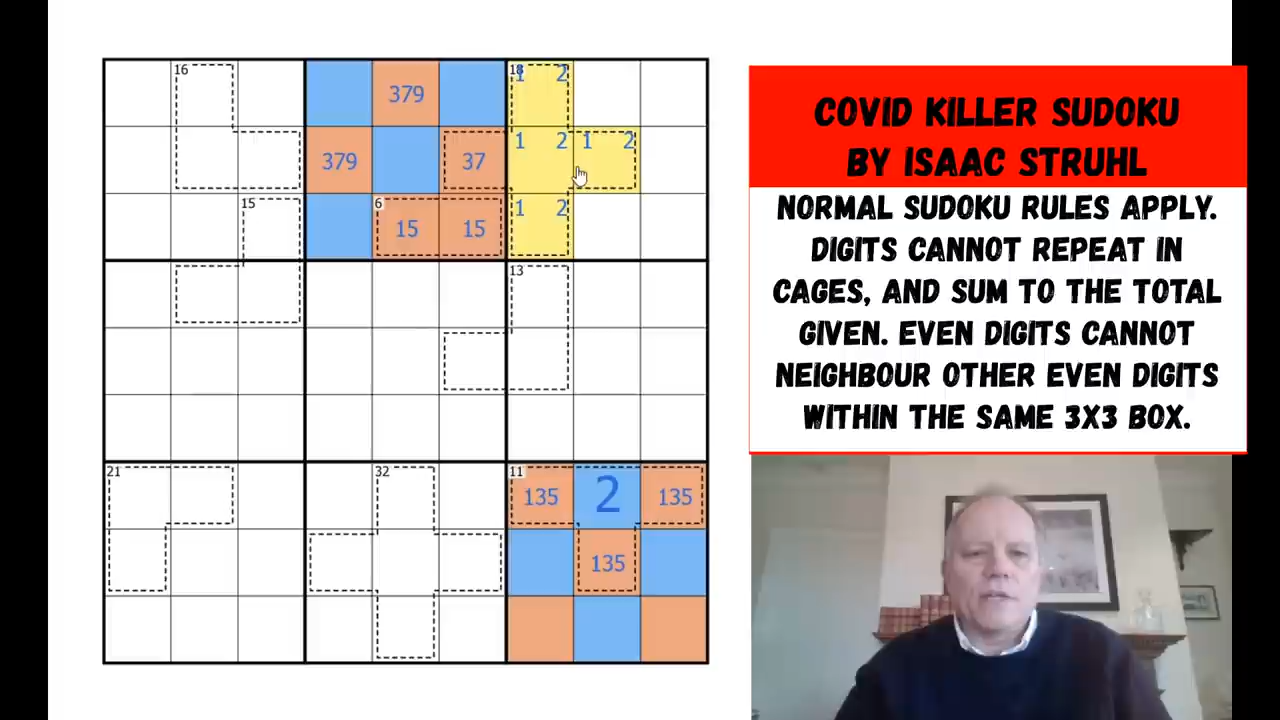 COVID KILLER SUDOKU
BY ISAAC STRUHL
NORMAL SUDOKU RULES APPLY.
DIGITS CANNOT REPEAT IN
CAGES, AND SUM TO THE TOTAL
GIVEN. EVEN DIGITS CANNOT
NEIGHBOUR OTHER EVEN DIGITS
WITHIN THE SAME 3X3 BOX.
16 379 18 1 2
379 37 1 2 1 2
15 6 15 15 1 2
13
21 32 11 135 2 135
135